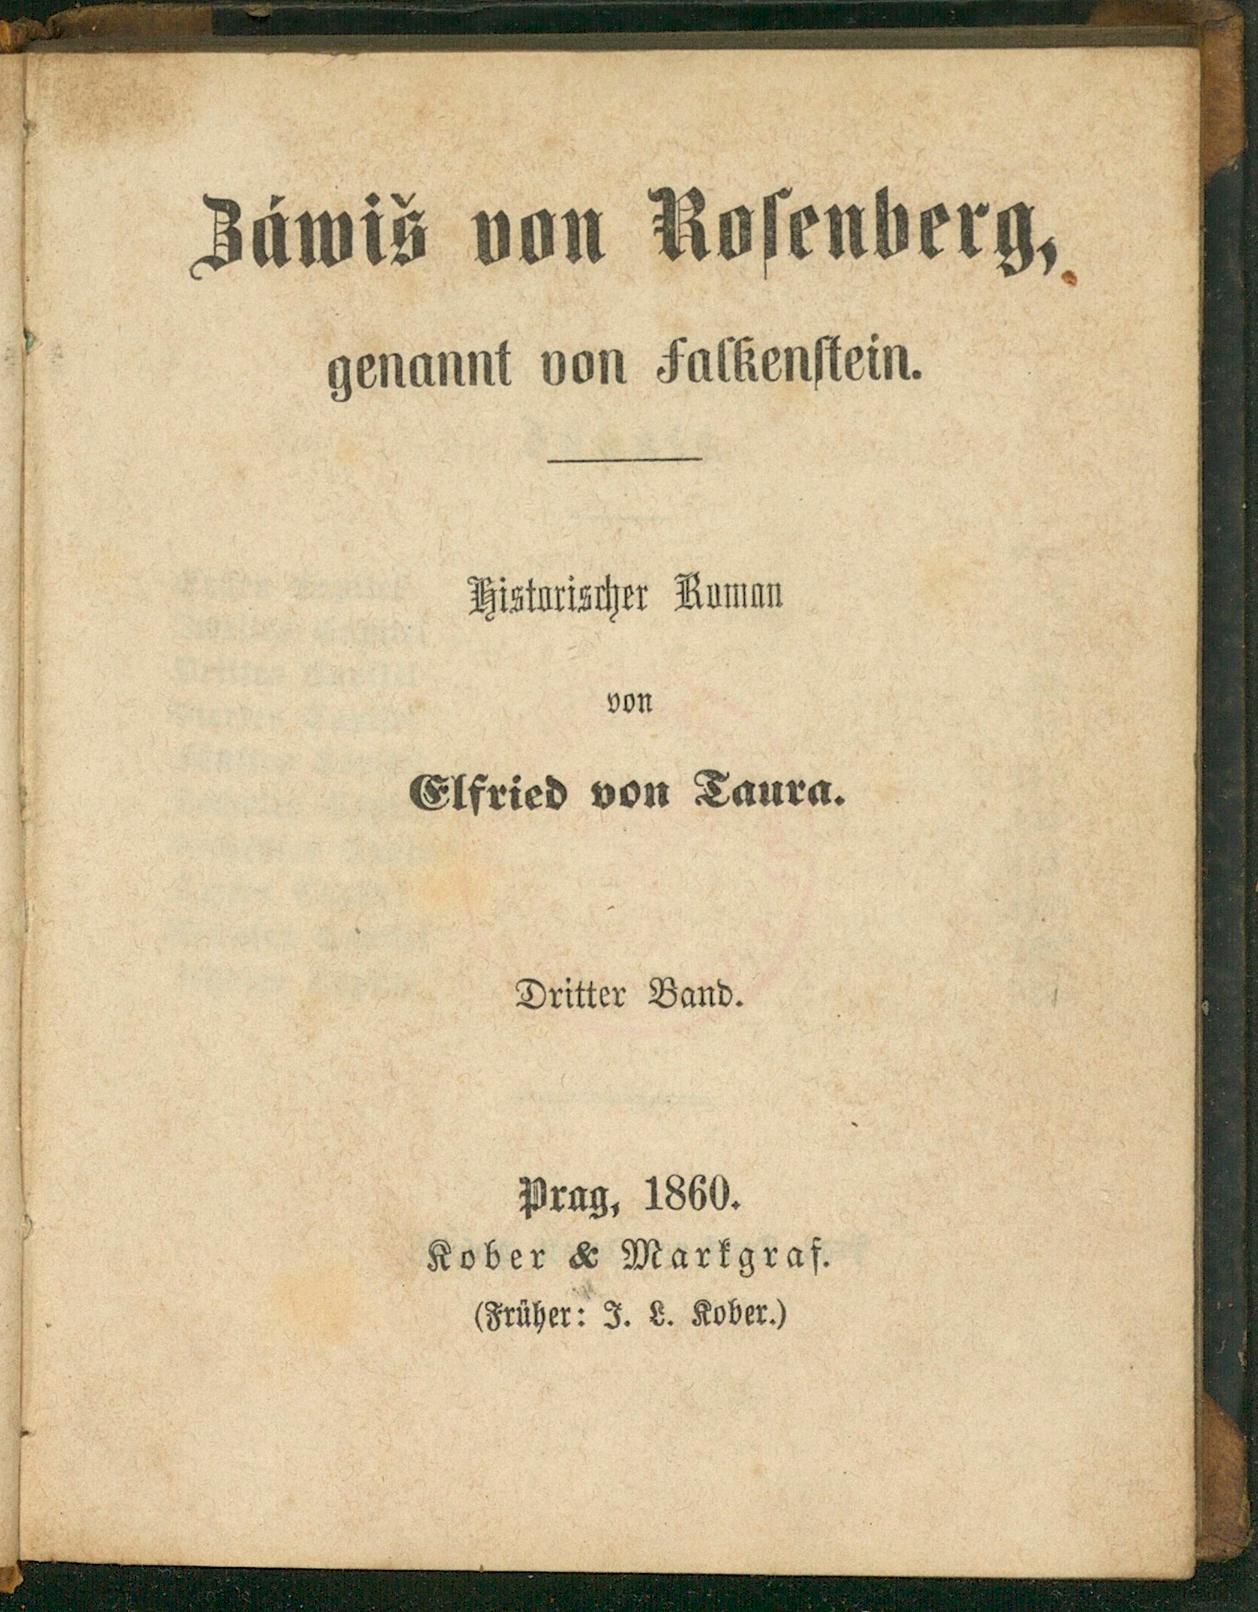 Záwiš von Rosenberg,
genannt von Falkenstein.
Historischer Roman
von
Elfried von Taura.
Dritter Band.
Prag, 1860.
Kober & Markgraf.
(Früher: I. L. Kober.)